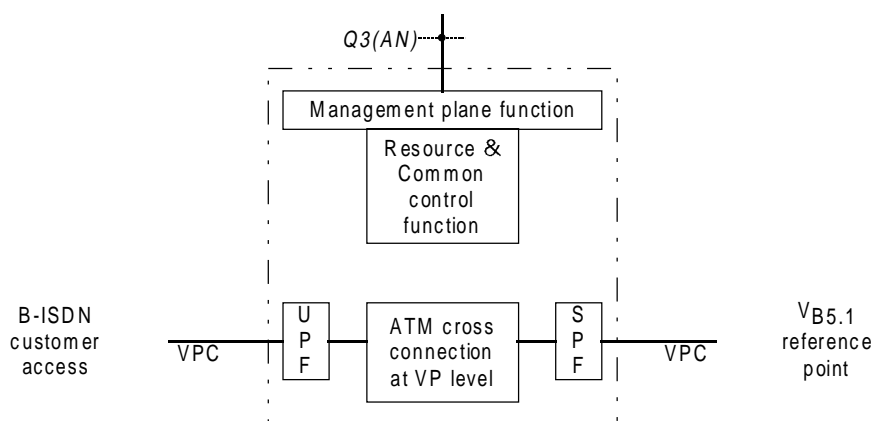 Q3(AN)
Management plane function
Resource &
Common
control
function
B-ISDN
customer
access
VPC
U
P
F
ATM cross
connection
at VP level
S
P
F
VPC
VB5.1
reference
point